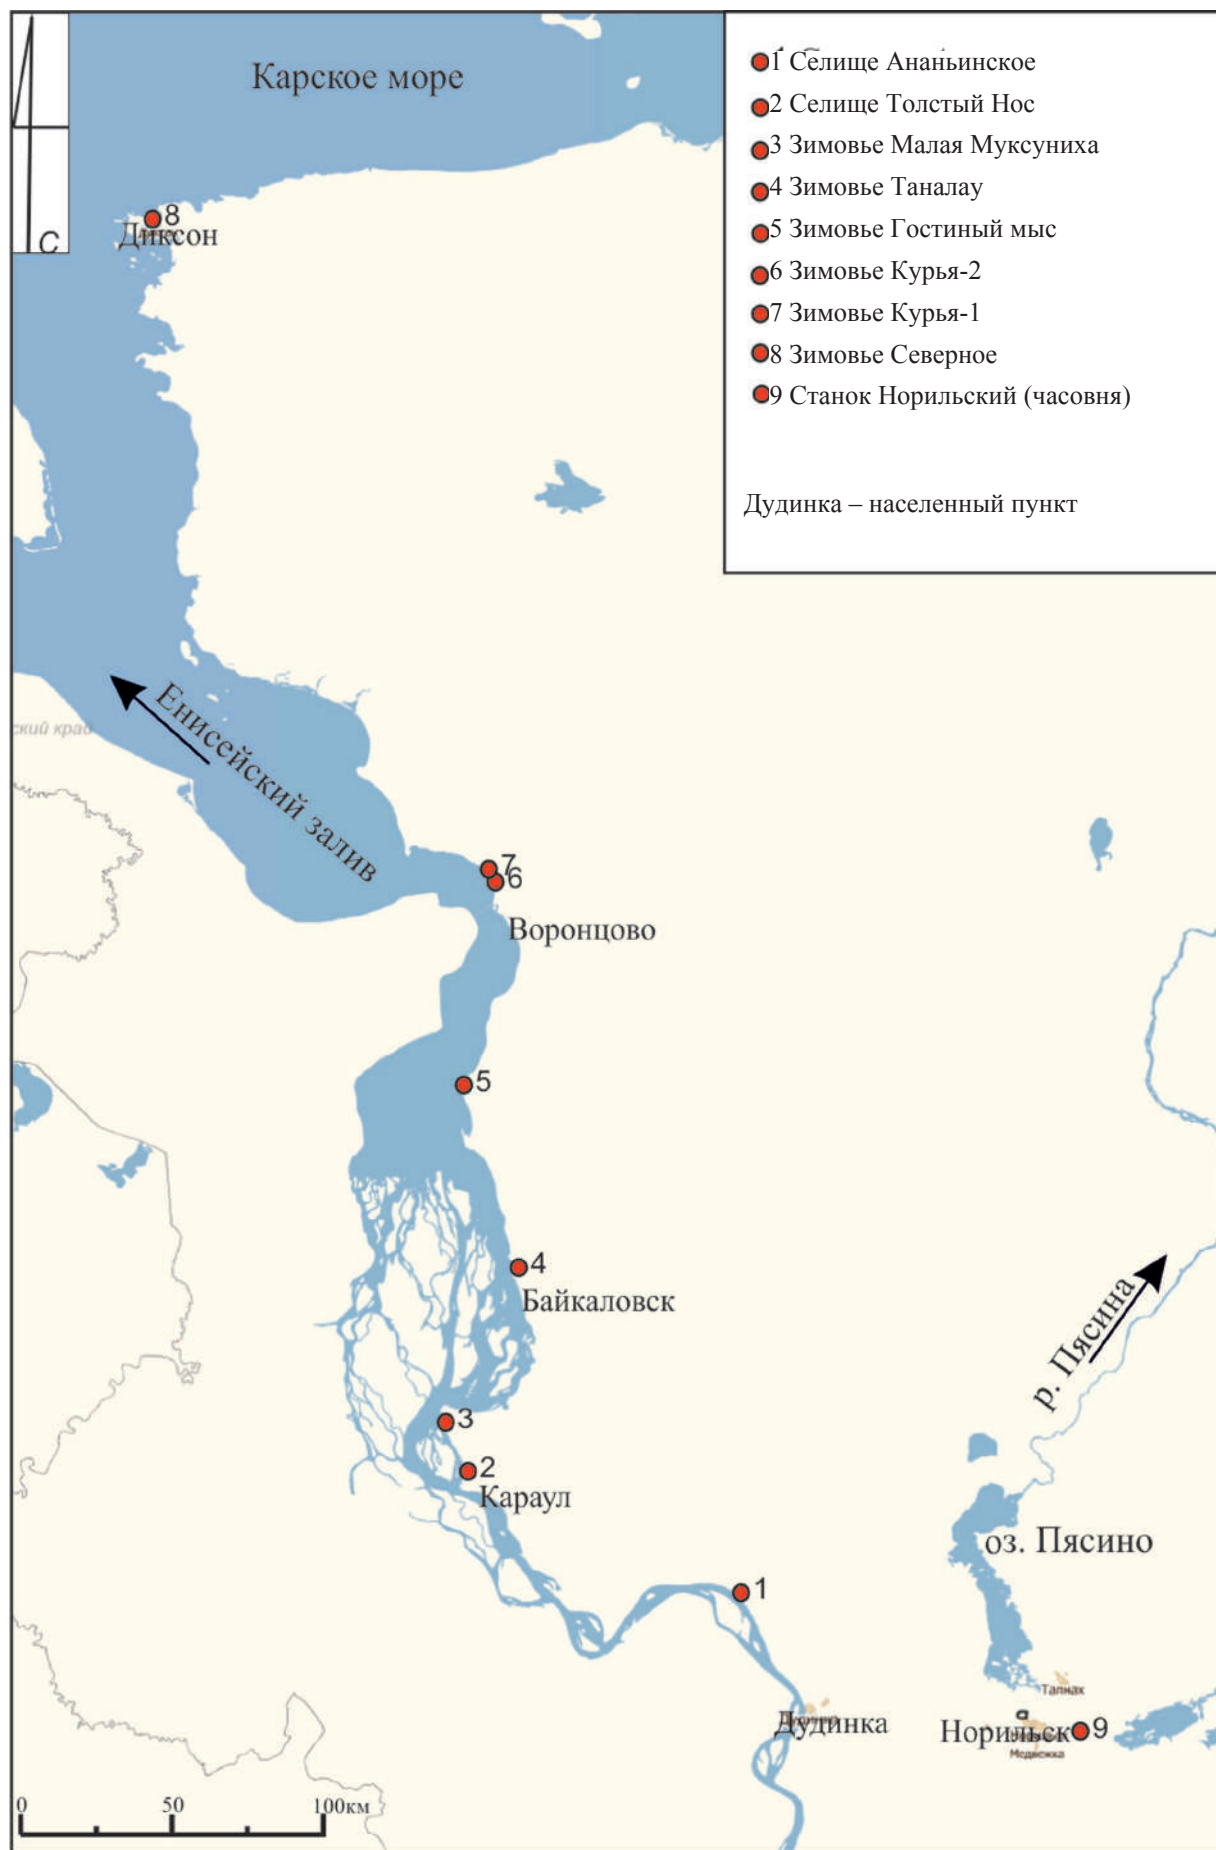 Карское море
1 Селище Ананьинское
2 Селище Толстый Нос
3 Зимовье Малая Муксуниха
4 Зимовье Таналау
5 Зимовье Гостиный мыс
6 Зимовье Курья-2
7 Зимовье Курья-1
8 Зимовье Северное
9 Станок Норильский (часовня)
Дудинка – населенный пункт
С
8
Диксон
Енисейский залив
ский край
7
6
Воронцово
5
4
Байкаловск
р. Пясина
3
2
Караул
оз. Пясино
1
Талнах
Дудинка
Норильск
9
Медвежка
0 50 100км